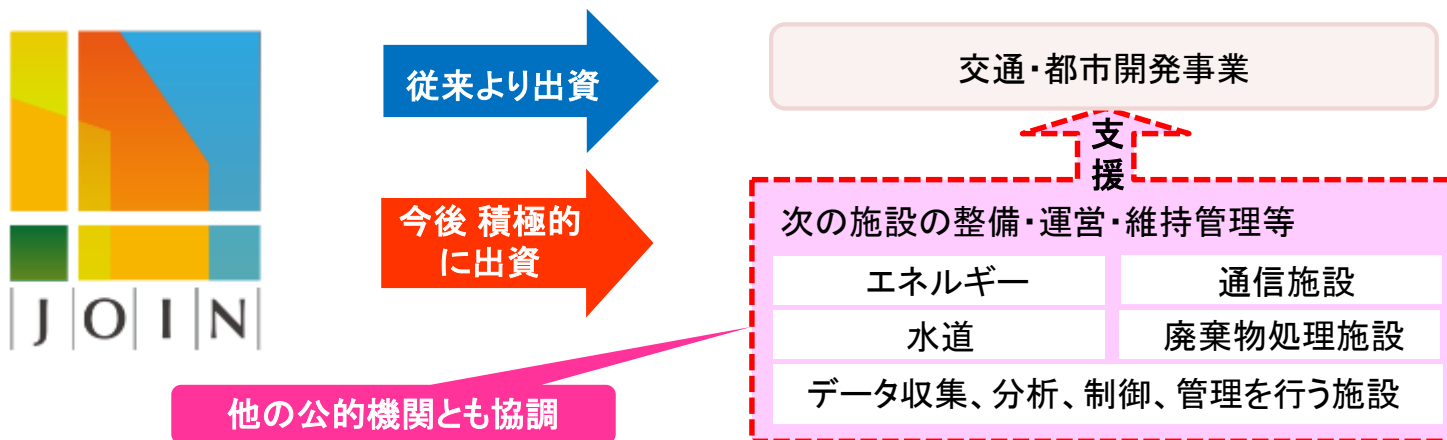 JOIN
従来より出資
今後 積極的
に出資
他の公的機関とも協調
交通・都市開発事業
支
援
次の施設の整備・運営・維持管理等
エネルギー
通信施設
水道
廃棄物処理施設
データ収集、分析、制御、管理を行う施設